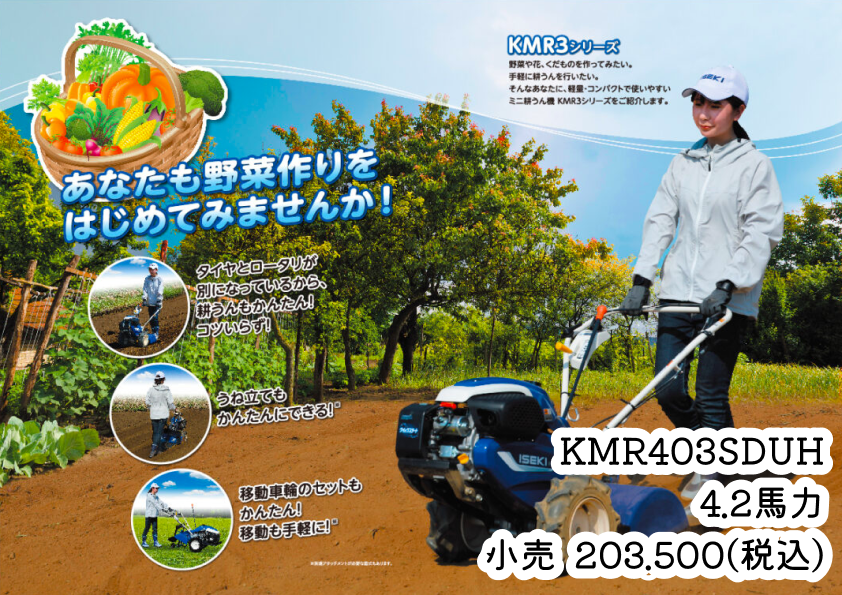 KMR3シリーズ
野菜や花、くだものを作ってみたい。
手軽に耕うんを行いたい。
そんなあなたに、軽量・コンパクトで使いやすい
ミニ耕うん機 KMR3シリーズをご紹介します。
ISEKI
あなたも野菜作りを
はじめてみませんか!
タイヤとロータリが
別になっているから、
耕うんもかんたん!
コツいらず!
うね立ても
かんたんにできる!*
移動車輪のセットも
かんたん!
移動も手軽に!*
ISEKI
KMR403SDUH
4.2馬力
小売 203,500(税込)